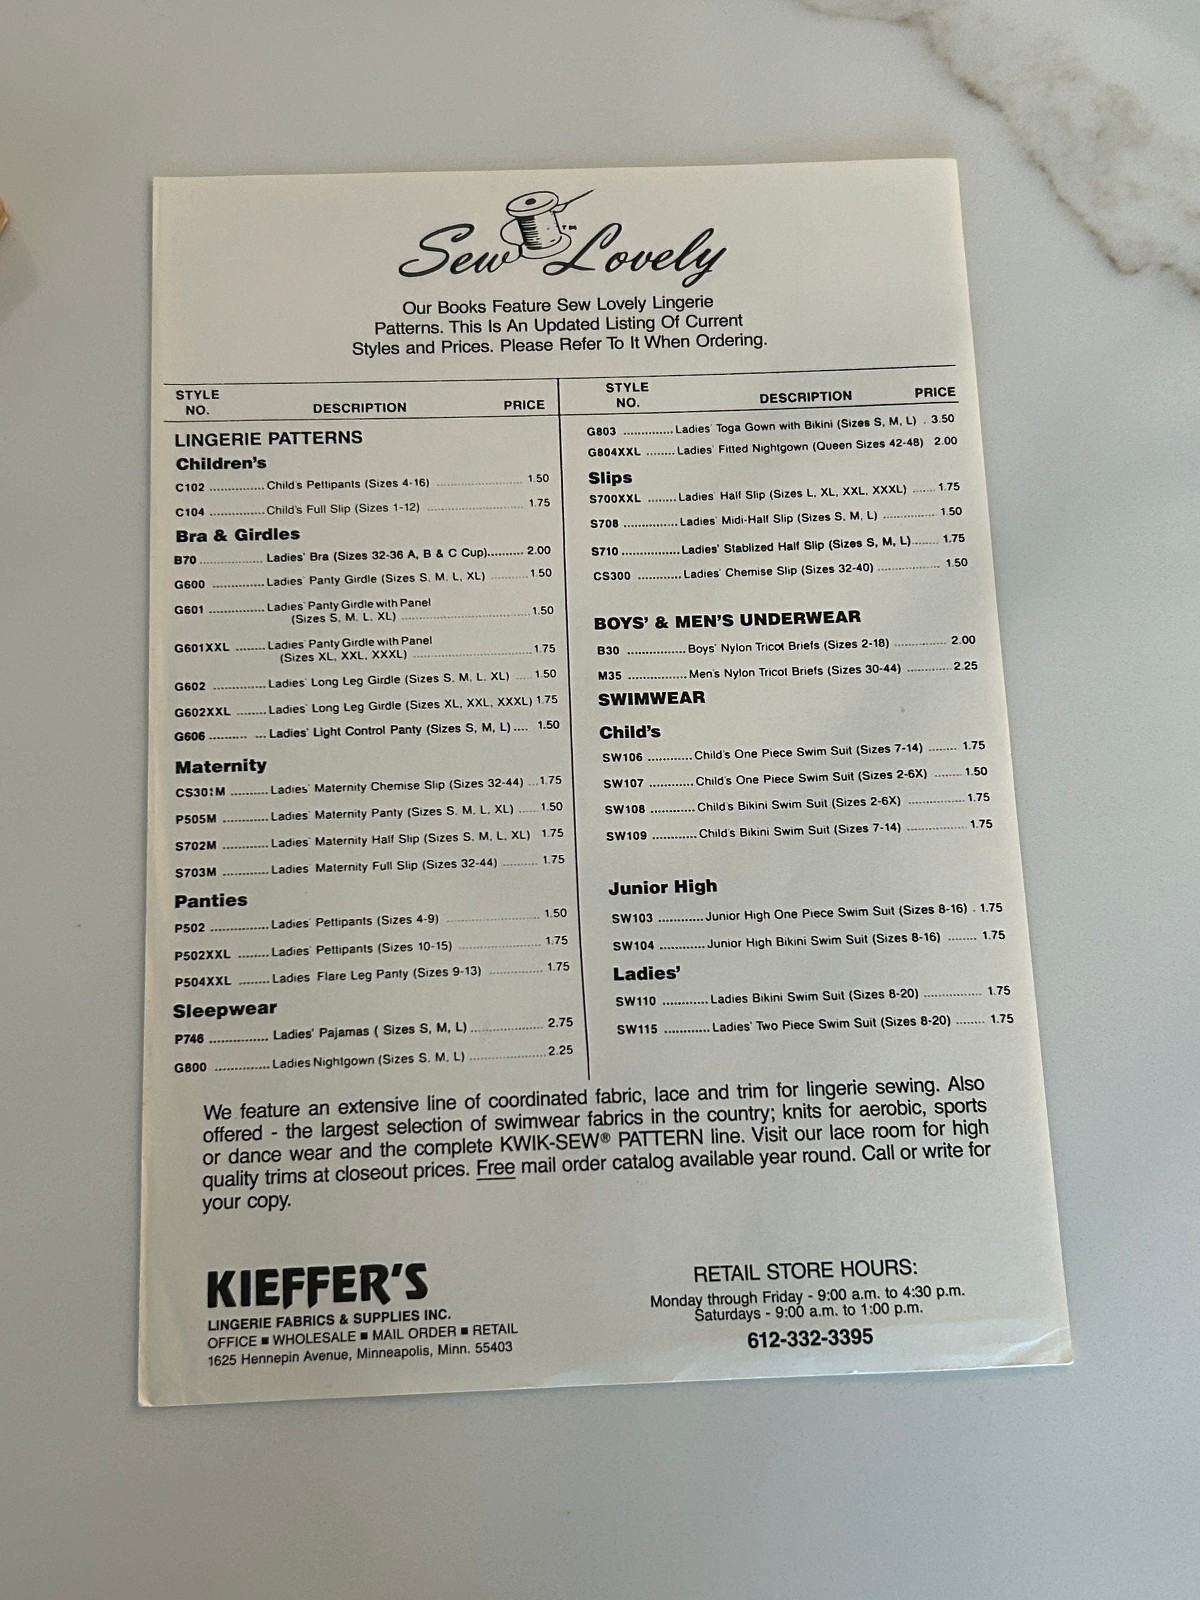 Sew Lovely ™
Our Books Feature Sew Lovely Lingerie
Patterns. This Is An Updated Listing Of Current
Styles and Prices. Please Refer To It When Ordering.
STYLE NO. DESCRIPTION PRICE
LINGERIE PATTERNS
Children's
C102 ............... Child's Pettipants (Sizes 4-16) ..................... 1.50
C104 ............... Child's Full Slip (Sizes 1-12) ....................... 1.75
Bra & Girdles
B70 ................. Ladies' Bra (Sizes 32-36 A, B & C Cup).......... 2.00
G600 .............. Ladies' Panty Girdle (Sizes S, M, L, XL) .......... 1.50
G601 ............... Ladies' Panty Girdle with Panel
(Sizes S, M. L. XL) ................................ 1.50
G601XXL ........ Ladies' Panty Girdle with Panel
(Sizes XL, XXL, XXXL) .............................. 1.75
G602 .............. Ladies' Long Leg Girdle (Sizes S, M. L. XL) ..... 1.50
G602XXL ........ Ladies' Long Leg Girdle (Sizes XL, XXL, XXXL) 1.75
G606 .......... ... Ladies' Light Control Panty (Sizes S, M, L) .... 1.50
Maternity
CS301M .......... Ladies' Maternity Chemise Slip (Sizes 32-44) ... 1.75
P505M ............ Ladies' Maternity Panty (Sizes S. M. L, XL) ..... 1.50
S702M ............ Ladies' Maternity Half Slip (Sizes S, M, L, XL) 1.75
S703M ............ Ladies' Maternity Full Slip (Sizes 32-44) .......... 1.75
Panties
P502 ............... Ladies' Pettipants (Sizes 4-9) ........................... 1.50
P502XXL ........ Ladies' Pettipants (Sizes 10-15) ...................... 1.75
P504XXL ........ Ladies Flare Leg Panty (Sizes 9-13) ............... 1.75
Sleepwear
P746 ............... Ladies' Pajamas ( Sizes S, M, L) ..................... 2.75
G800 .............. Ladies Nightgown (Sizes S. M. L) ..................... 2.25
STYLE NO. DESCRIPTION PRICE
G803 ............. Ladies' Toga Gown with Bikini (Sizes S, M, L) . 3.50
G804XXL ........ Ladies' Fitted Nightgown (Queen Sizes 42-48) 2.00
Slips
S700XXL ........ Ladies' Half Slip (Sizes L, XL, XXL, XXXL) ...... 1.75
S708 ............... Ladies' Midi-Half Slip (Sizes S, M, L) ............... 1.50
S710 ............... Ladies' Stablized Half Slip (Sizes S, M, L) ....... 1.75
CS300 ............ Ladies' Chemise Slip (Sizes 32-40) .................. 1.50
BOYS' & MEN'S UNDERWEAR
B30 ................ Boys' Nylon Tricot Briefs (Sizes 2-18) ............ 2.00
M35 ................ Men's Nylon Tricot Briefs (Sizes 30-44) ............ 2.25
SWIMWEAR
Child's
SW106 ............ Child's One Piece Swim Suit (Sizes 7-14) ........ 1.75
SW107 ............ Child's One Piece Swim Suit (Sizes 2-6X) ........ 1.50
SW108 ............ Child's Bikini Swim Suit (Sizes 2-6X) ............... 1.75
SW109 ............ Child's Bikini Swim Suit (Sizes 7-14) ............... 1.75
Junior High
SW103 ............ Junior High One Piece Swim Suit (Sizes 8-16) . 1.75
SW104 ............ Junior High Bikini Swim Suit (Sizes 8-16) ........ 1.75
Ladies'
SW110 ............ Ladies Bikini Swim Suit (Sizes 8-20) ............... 1.75
SW115 ............ Ladies' Two Piece Swim Suit (Sizes 8-20) ........ 1.75
We feature an extensive line of coordinated fabric, lace and trim for lingerie sewing. Also
offered - the largest selection of swimwear fabrics in the country; knits for aerobic, sports
or dance wear and the complete KWIK-SEW® PATTERN line. Visit our lace room for high
quality trims at closeout prices. Free mail order catalog available year round. Call or write for
your copy.
KIEFFER'S
LINGERIE FABRICS & SUPPLIES INC.
OFFICE ■ WHOLESALE ■ MAIL ORDER ■ RETAIL
1625 Hennepin Avenue, Minneapolis, Minn. 55403
RETAIL STORE HOURS:
Monday through Friday - 9:00 a.m. to 4:30 p.m.
Saturdays - 9:00 a.m. to 1:00 p.m.
612-332-3395